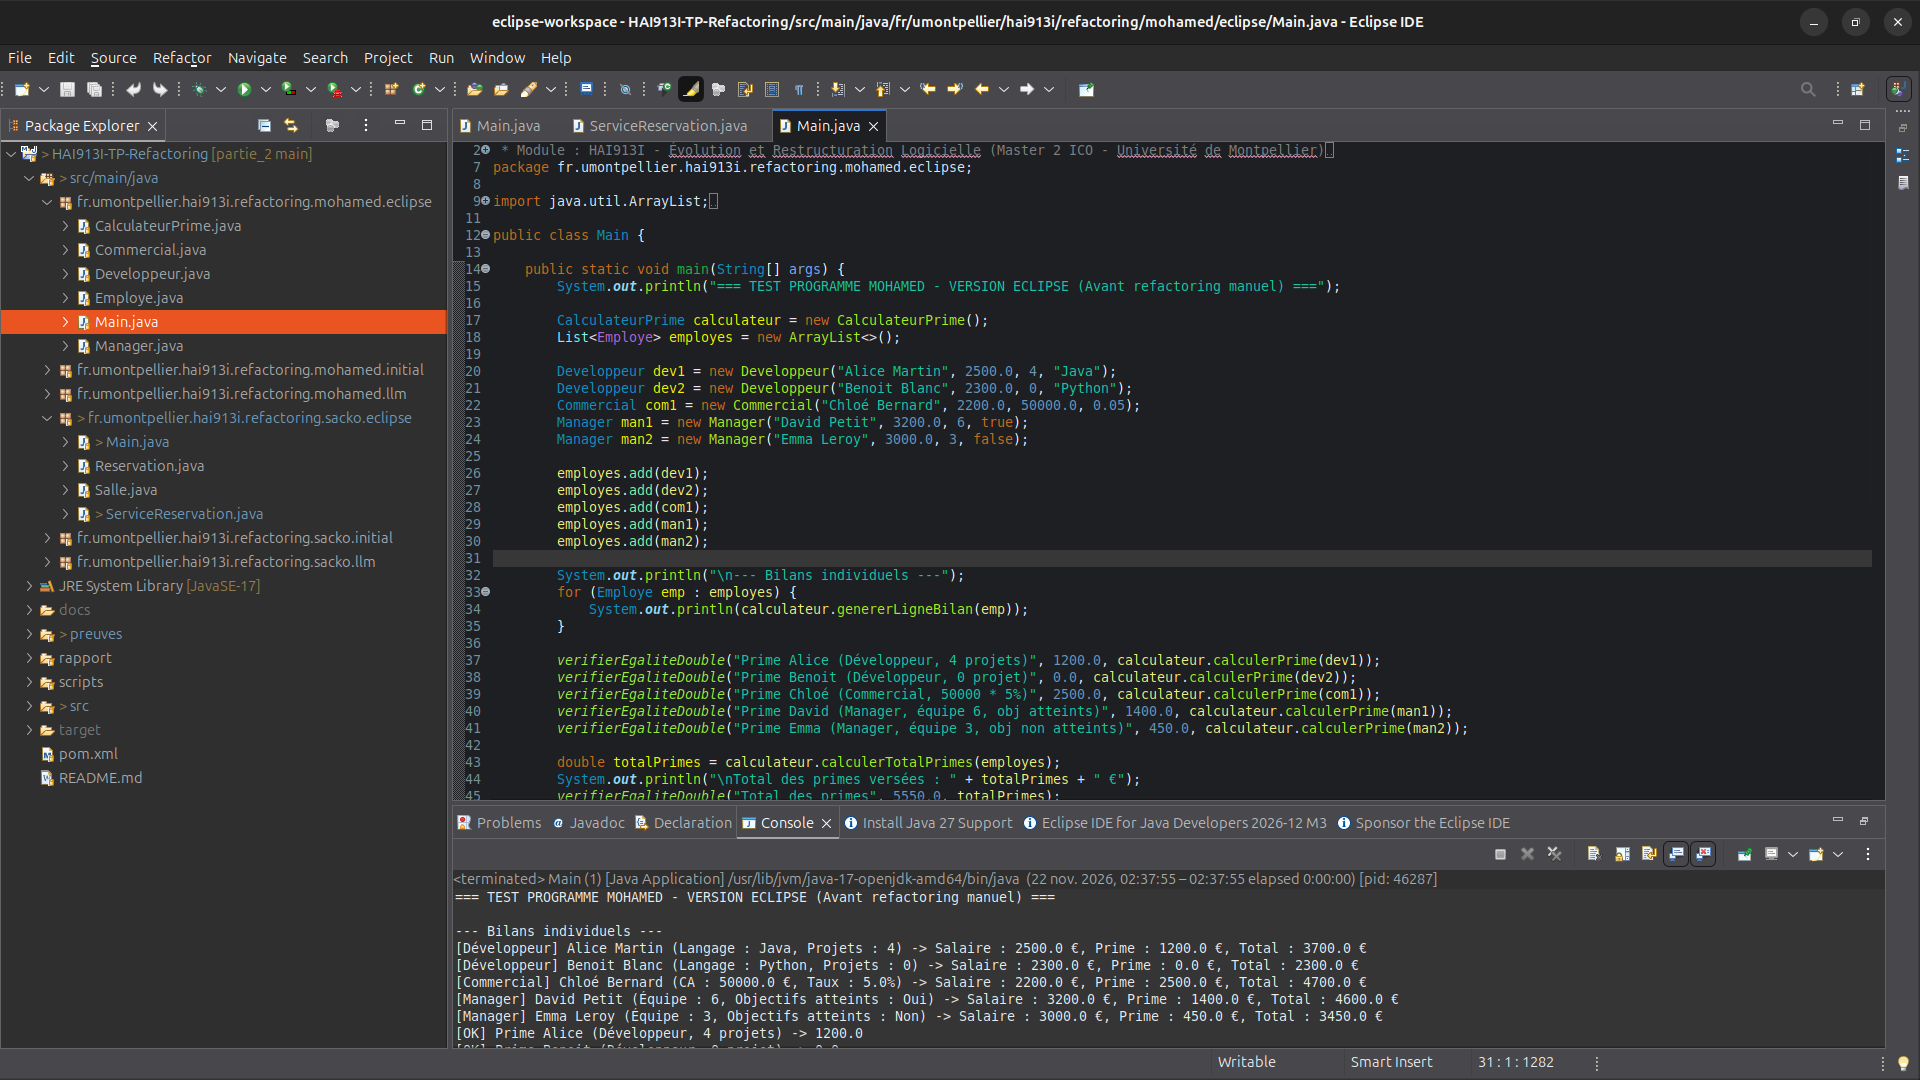 eclipse-workspace - HAI913I-TP-Refactoring/src/main/java/fr/umontpellier/hai913i/refactoring/mohamed/eclipse/Main.java - Eclipse IDE
File Edit Source Refactor Navigate Search Project Run Window Help
Package Explorer
> HAI913I-TP-Refactoring [partie_2 main]
> src/main/java
fr.umontpellier.hai913i.refactoring.mohamed.eclipse
CalculateurPrime.java
Commercial.java
Developpeur.java
Employe.java
Main.java
Manager.java
fr.umontpellier.hai913i.refactoring.mohamed.initial
fr.umontpellier.hai913i.refactoring.mohamed.llm
> fr.umontpellier.hai913i.refactoring.sacko.eclipse
> Main.java
Reservation.java
Salle.java
> ServiceReservation.java
fr.umontpellier.hai913i.refactoring.sacko.initial
fr.umontpellier.hai913i.refactoring.sacko.llm
JRE System Library [JavaSE-17]
docs
> preuves
rapport
scripts
> src
target
pom.xml
README.md
Main.java ServiceReservation.java Main.java
2 * Module : HAI913I - Évolution et Restructuration Logicielle (Master 2 ICO - Université de Montpellier)
7 package fr.umontpellier.hai913i.refactoring.mohamed.eclipse;
8
9 import java.util.ArrayList;
11
12 public class Main {
13
14 public static void main(String[] args) {
15 System.out.println("=== TEST PROGRAMME MOHAMED - VERSION ECLIPSE (Avant refactoring manuel) ===");
16
17 CalculateurPrime calculateur = new CalculateurPrime();
18 List<Employe> employes = new ArrayList<>();
19
20 Developpeur dev1 = new Developpeur("Alice Martin", 2500.0, 4, "Java");
21 Developpeur dev2 = new Developpeur("Benoit Blanc", 2300.0, 0, "Python");
22 Commercial com1 = new Commercial("Chloé Bernard", 2200.0, 50000.0, 0.05);
23 Manager man1 = new Manager("David Petit", 3200.0, 6, true);
24 Manager man2 = new Manager("Emma Leroy", 3000.0, 3, false);
25
26 employes.add(dev1);
27 employes.add(dev2);
28 employes.add(com1);
29 employes.add(man1);
30 employes.add(man2);
31
32 System.out.println("\n--- Bilans individuels ---");
33 for (Employe emp : employes) {
34 System.out.println(calculateur.genererLigneBilan(emp));
35 }
36
37 verifierEgaliteDouble("Prime Alice (Développeur, 4 projets)", 1200.0, calculateur.calculerPrime(dev1));
38 verifierEgaliteDouble("Prime Benoit (Développeur, 0 projet)", 0.0, calculateur.calculerPrime(dev2));
39 verifierEgaliteDouble("Prime Chloé (Commercial, 50000 * 5%)", 2500.0, calculateur.calculerPrime(com1));
40 verifierEgaliteDouble("Prime David (Manager, équipe 6, obj atteints)", 1400.0, calculateur.calculerPrime(man1));
41 verifierEgaliteDouble("Prime Emma (Manager, équipe 3, obj non atteints)", 450.0, calculateur.calculerPrime(man2));
42
43 double totalPrimes = calculateur.calculerTotalPrimes(employes);
44 System.out.println("\nTotal des primes versées : " + totalPrimes + " €");
45 verifierEgaliteDouble("Total des primes", 5550.0, totalPrimes);
Problems Javadoc Declaration Console Install Java 27 Support Eclipse IDE for Java Developers 2026-12 M3 Sponsor the Eclipse IDE
<terminated> Main (1) [Java Application] /usr/lib/jvm/java-17-openjdk-amd64/bin/java (22 nov. 2026, 02:37:55 – 02:37:55 elapsed 0:00:00) [pid: 46287]
=== TEST PROGRAMME MOHAMED - VERSION ECLIPSE (Avant refactoring manuel) ===
--- Bilans individuels ---
[Développeur] Alice Martin (Langage : Java, Projets : 4) -> Salaire : 2500.0 €, Prime : 1200.0 €, Total : 3700.0 €
[Développeur] Benoit Blanc (Langage : Python, Projets : 0) -> Salaire : 2300.0 €, Prime : 0.0 €, Total : 2300.0 €
[Commercial] Chloé Bernard (CA : 50000.0 €, Taux : 5.0%) -> Salaire : 2200.0 €, Prime : 2500.0 €, Total : 4700.0 €
[Manager] David Petit (Équipe : 6, Objectifs atteints : Oui) -> Salaire : 3200.0 €, Prime : 1400.0 €, Total : 4600.0 €
[Manager] Emma Leroy (Équipe : 3, Objectifs atteints : Non) -> Salaire : 3000.0 €, Prime : 450.0 €, Total : 3450.0 €
[OK] Prime Alice (Développeur, 4 projets) -> 1200.0
[OK] Prime Benoit (Développeur, 0 projet) -> 0.0
Writable Smart Insert 31 : 1 : 1282